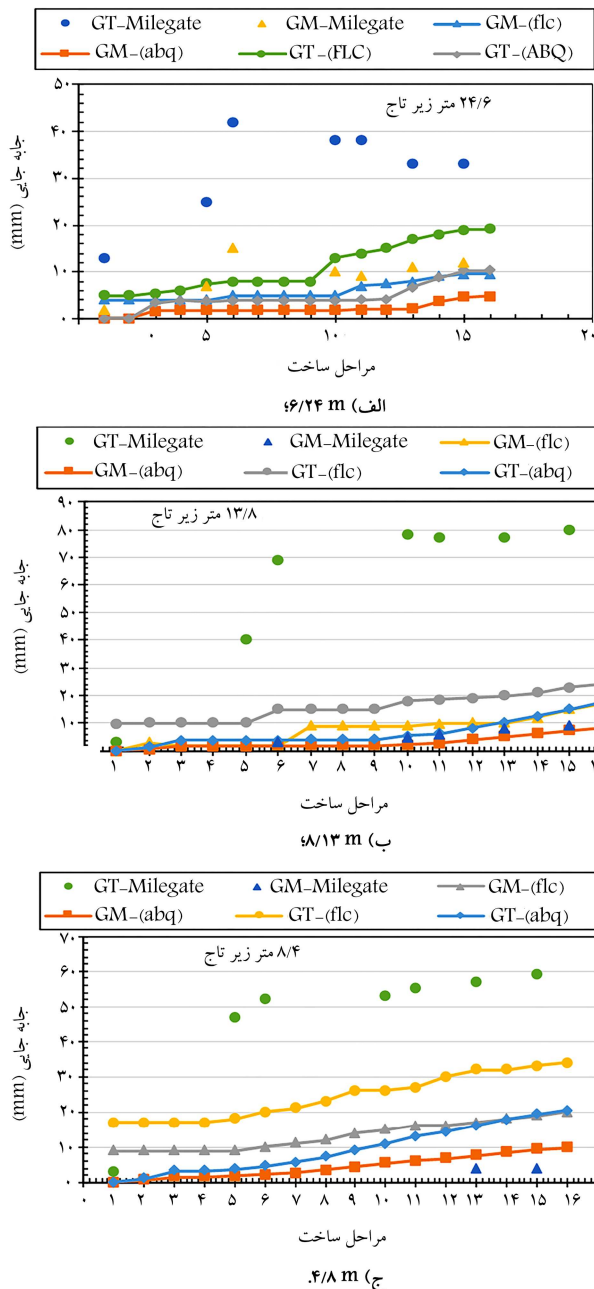 GT-Milegate GM-Milegate GM-(flc)
GM-(abq) GT-(FLC) GT-(ABQ)
۲۴/۶ متر زیر تاج
جابه جایی (mm)
۵۰
۴۰
۳۰
۲۰
۱۰
۰
۰ ۵ ۱۰ ۱۵ ۲۰
مراحل ساخت
الف) ۶/۲۴ m؛
GT-Milegate GM-Milegate GM-(flc)
GM-(abq) GT-(flc) GT-(abq)
۱۳/۸ متر زیر تاج
جابه جایی (mm)
۹۰
۸۰
۷۰
۶۰
۵۰
۴۰
۳۰
۲۰
۱۰
۰
۱ ۲ ۳ ۴ ۵ ۶ ۷ ۸ ۹ ۱۰ ۱۱ ۱۲ ۱۳ ۱۴ ۱۵
مراحل ساخت
ب) ۸/۱۳ m؛
GT-Milegate GM-Milegate GM-(flc)
GM-(abq) GT-(flc) GT-(abq)
۸/۴ متر زیر تاج
جابه جایی (mm)
۷۰
۶۰
۵۰
۴۰
۳۰
۲۰
۱۰
۰
۰ ۱ ۲ ۳ ۴ ۵ ۶ ۷ ۸ ۹ ۱۰ ۱۱ ۱۲ ۱۳ ۱۴ ۱۵ ۱۶
مراحل ساخت
ج) ۴/۸ m.